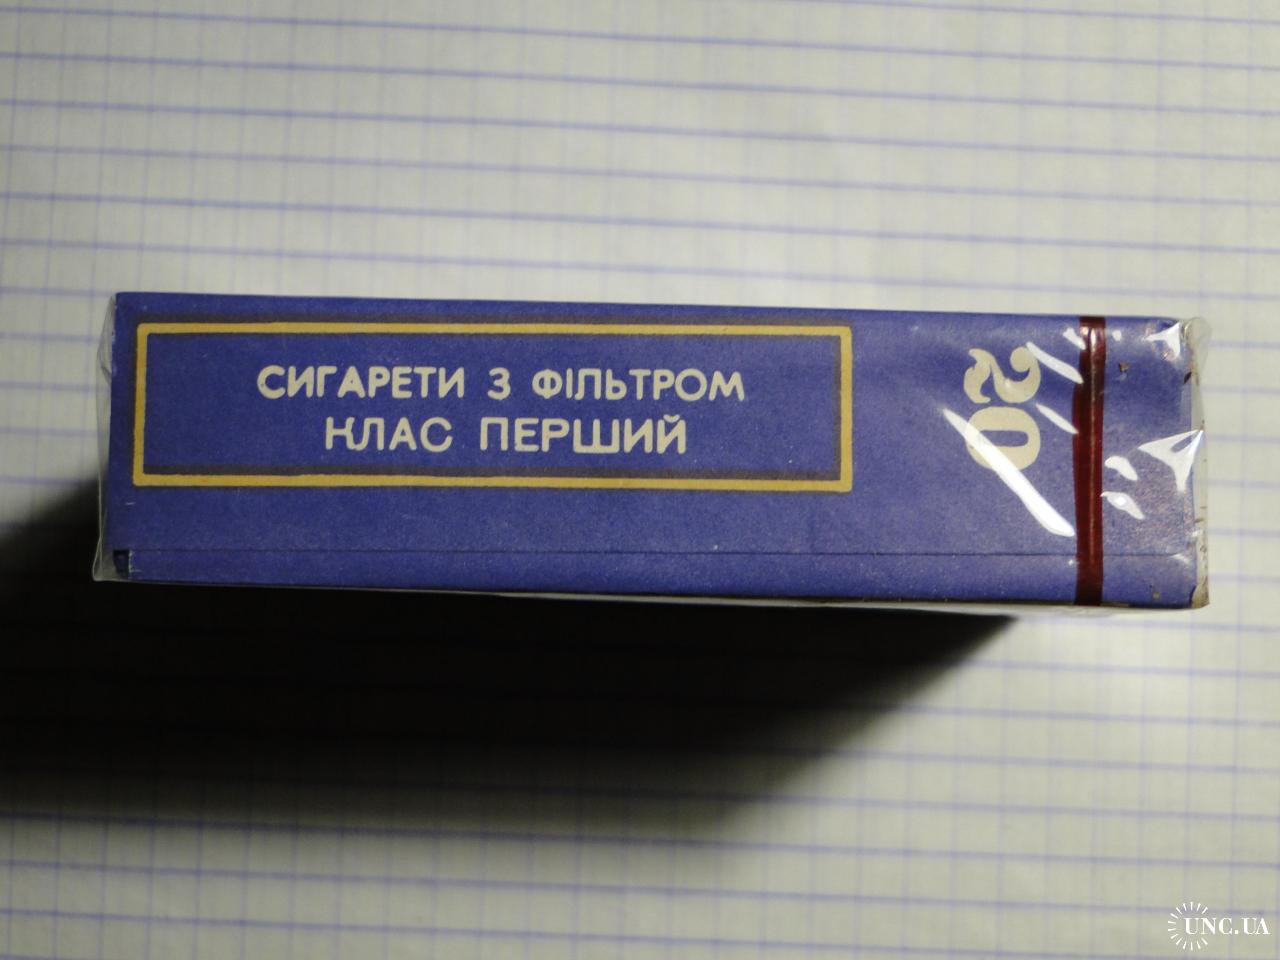 СИГАРЕТИ З ФІЛЬТРОМ
КЛАС ПЕРШИЙ
20
UNC.UA